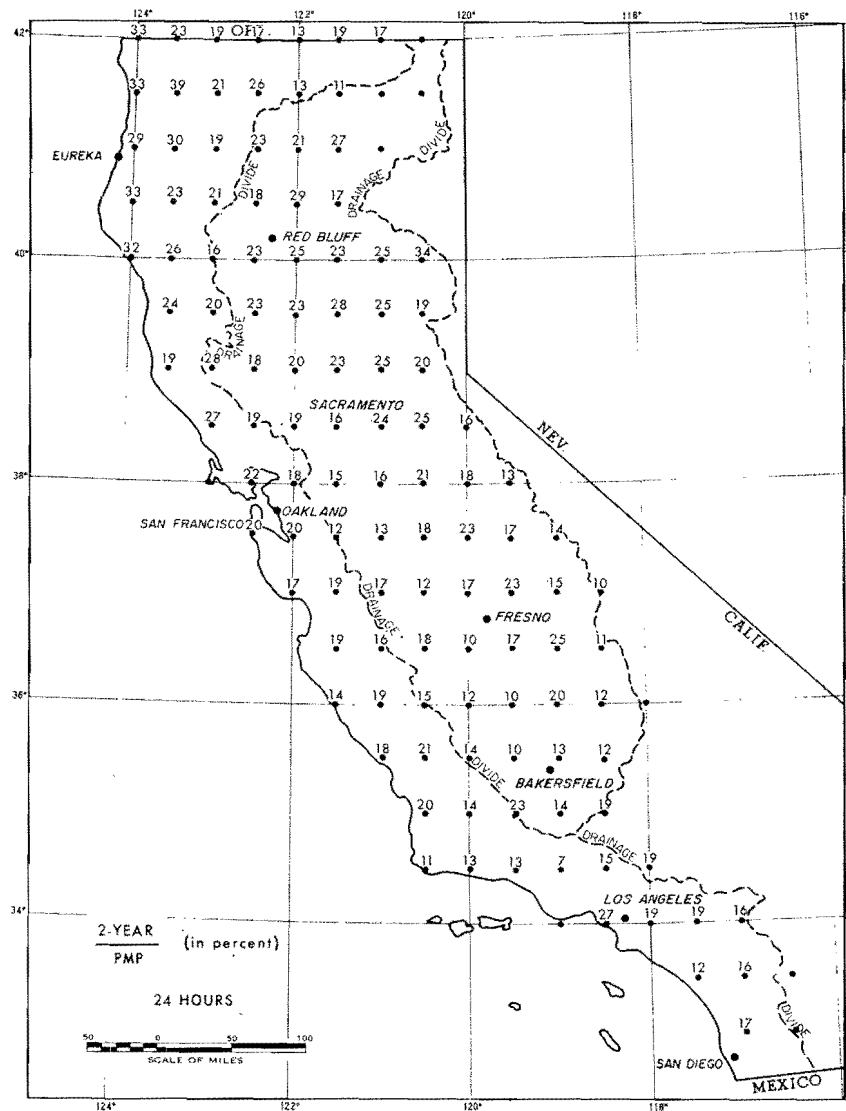 124° 122° 120° 118° 116°
42°
33 23 19 17 13 19 17
33 39 21 26 13 11
29 30 19 23 21 27
EUREKA
DIVIDE
DIVIDE
DRAINAGE
33 23 21 18 29 17
RED BLUFF
40°
32 26 16 23 25 23 25 34
24 20 23 23 28 25 19
19 28 18 20 23 25 20
SACRAMENTO
27 19 19 16 24 25 16
NEV.
38°
22 18 15 16 21 18 13
OAKLAND
SAN FRANCISCO
20 20 12 13 18 23 17 14
17 19 17 12 17 23 15 10
DRAINAGE
FRESNO
CALIF.
19 16 18 10 17 25 11
36°
14 19 15 12 10 20 12
18 21 14 10 13 12
DIVIDE
BAKERSFIELD
20 14 23 14 19
DRAINAGE
11 13 13 7 15 19
LOS ANGELES
34°
27 19 19 16
2-YEAR
PMP
(in percent)
12 16
24 HOURS
17
DIVIDE
50 0 50 100
SCALE OF MILES
SAN DIEGO
MEXICO
124° 122° 120° 118°